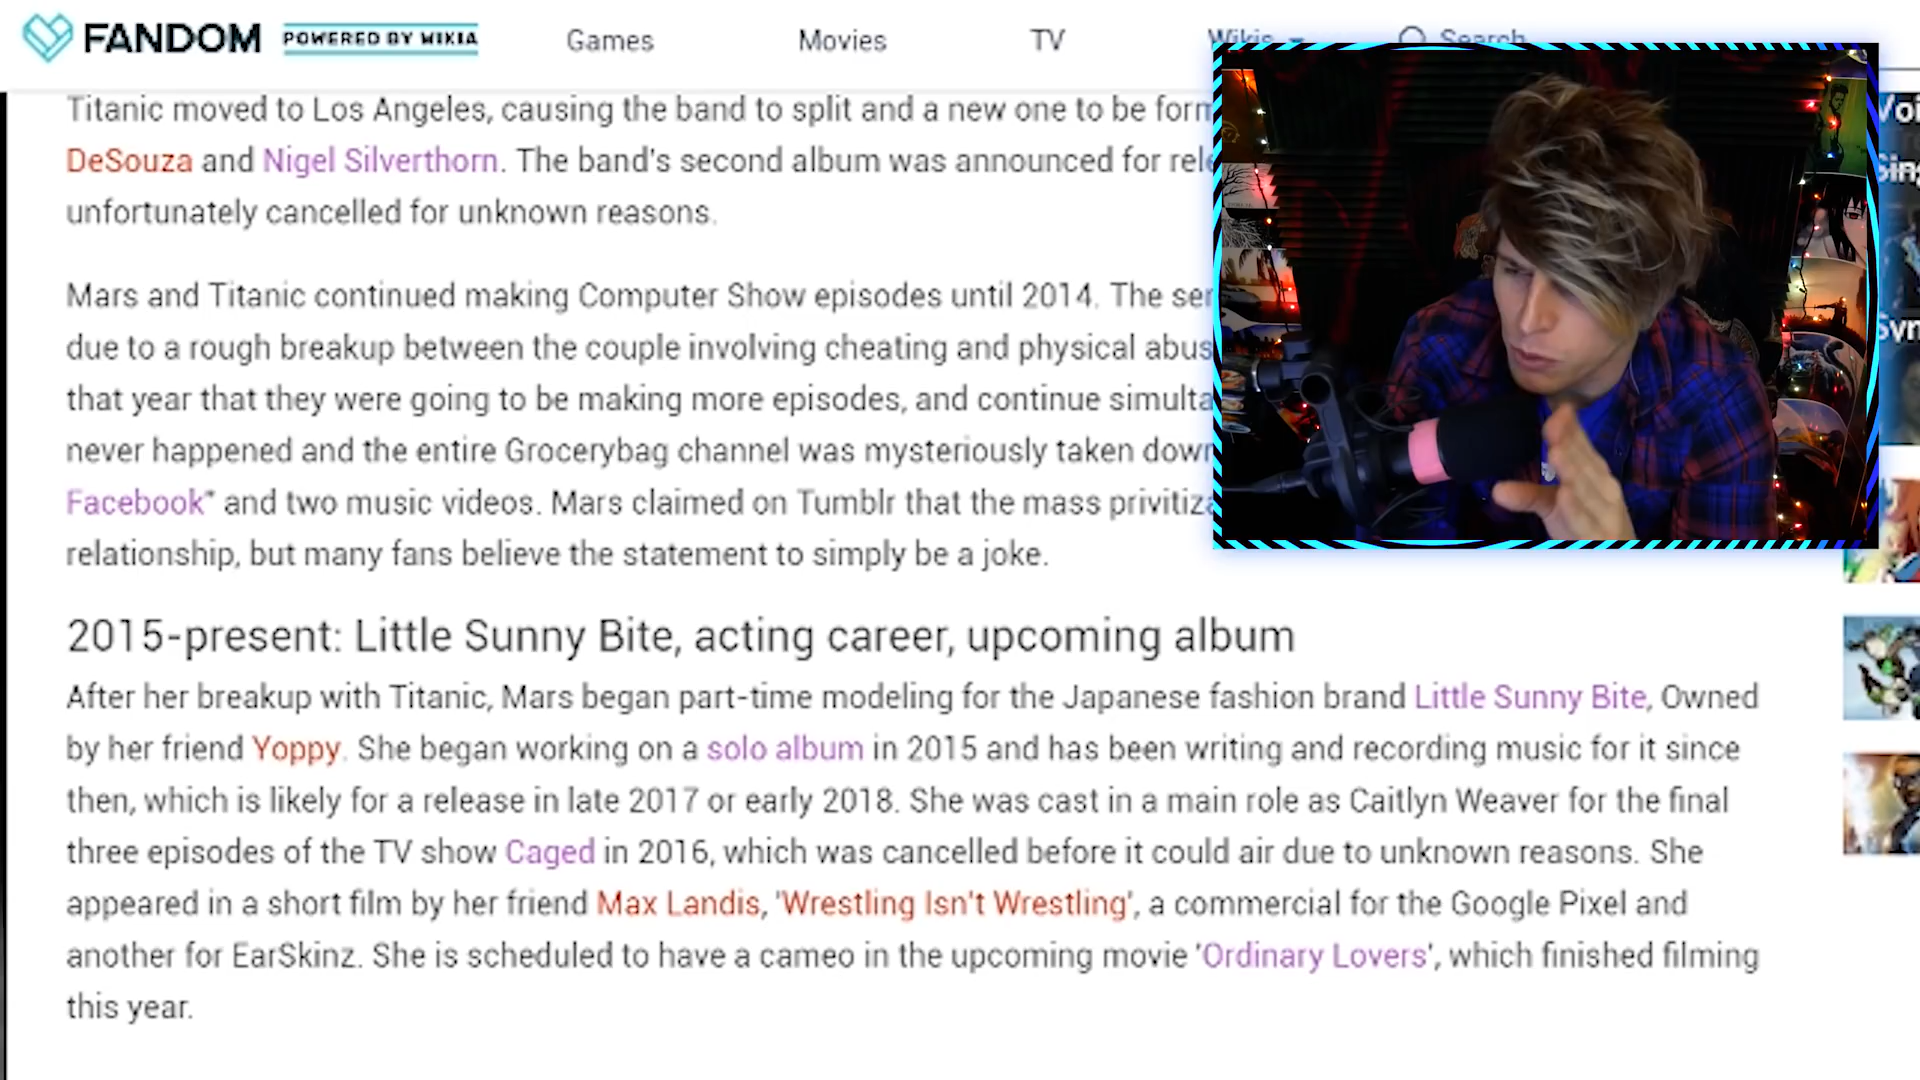 FANDOM POWERED BY WIKIA Games Movies TV Wikis Search
Titanic moved to Los Angeles, causing the band to split and a new one to be
DeSouza and Nigel Silverthorn. The band's second album was announced for
unfortunately cancelled for unknown reasons.
Mars and Titanic continued making Computer Show episodes until 2014. The
due to a rough breakup between the couple involving cheating and physical
that year that they were going to be making more episodes, and continue
never happened and the entire Grocerybag channel was mysteriously taken
Facebook" and two music videos. Mars claimed on Tumblr that the mass
relationship, but many fans believe the statement to simply be a joke.
2015-present: Little Sunny Bite, acting career, upcoming album
After her breakup with Titanic, Mars began part-time modeling for the Japanese fashion brand Little Sunny Bite, Owned
by her friend Yoppy. She began working on a solo album in 2015 and has been writing and recording music for it since
then, which is likely for a release in late 2017 or early 2018. She was cast in a main role as Caitlyn Weaver for the final
three episodes of the TV show Caged in 2016, which was cancelled before it could air due to unknown reasons. She
appeared in a short film by her friend Max Landis, 'Wrestling Isn't Wrestling', a commercial for the Google Pixel and
another for EarSkinz. She is scheduled to have a cameo in the upcoming movie 'Ordinary Lovers', which finished filming
this year.